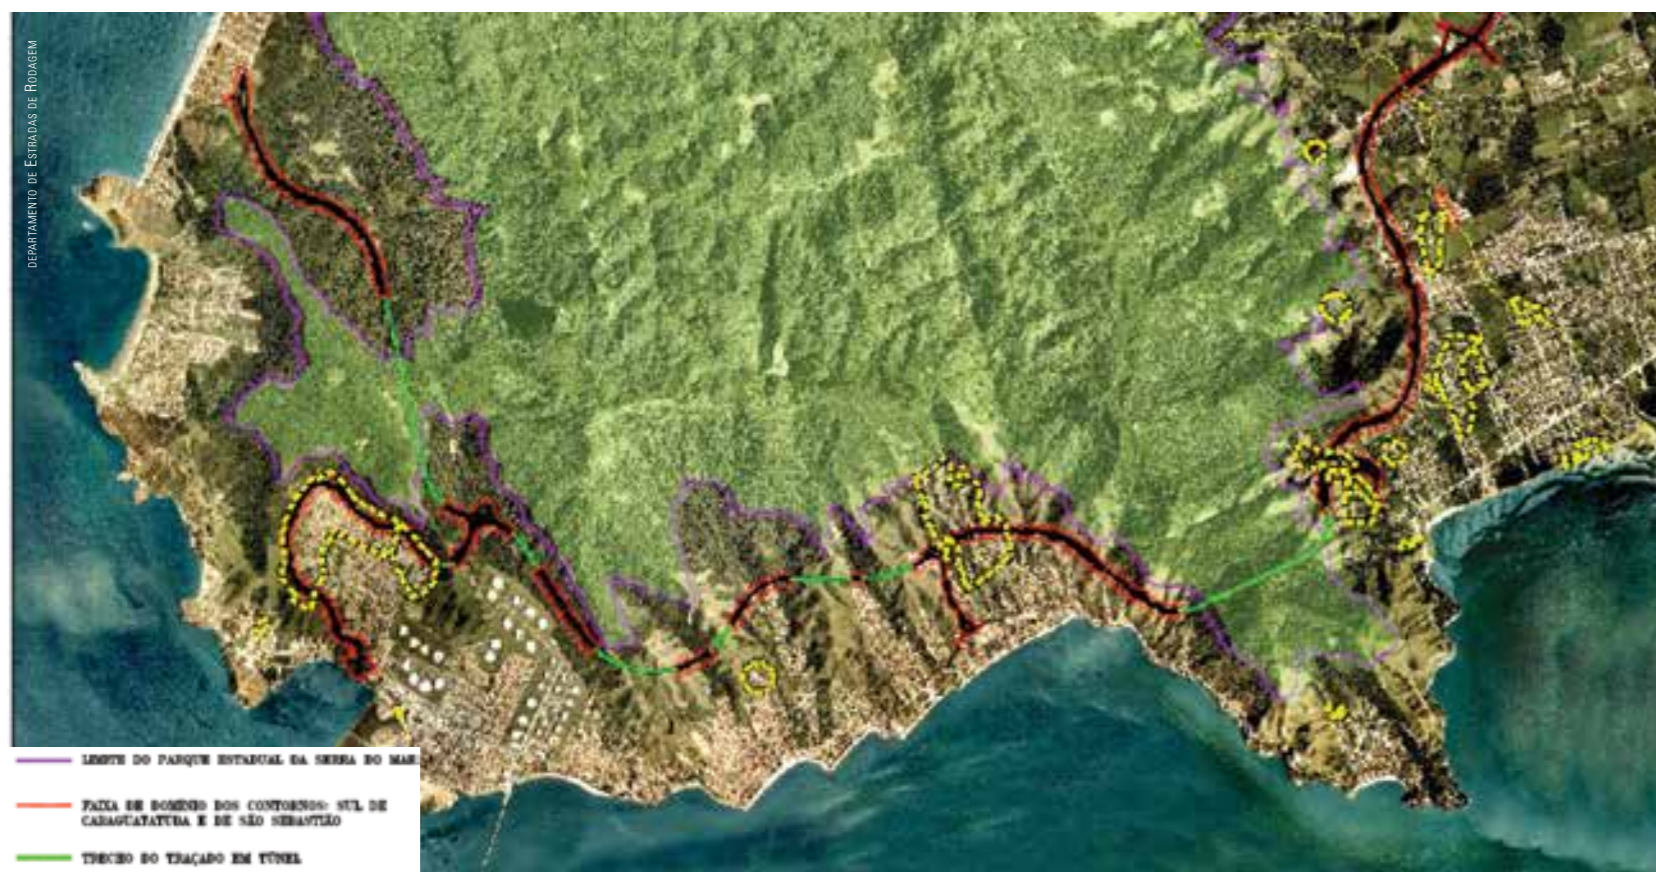 DEPARTAMENTO DE ESTRADAS DE RODAGEM
LIMITE DO PARQUE ESTADUAL DA SERRA DO MAR
FAIXA DE DOMÍNIO DOS CONTORNOS: SUL DE
CARAGUATATUBA E DE SÃO SEBASTIÃO
TRECHO DO TRAÇADO EM TÚNEL